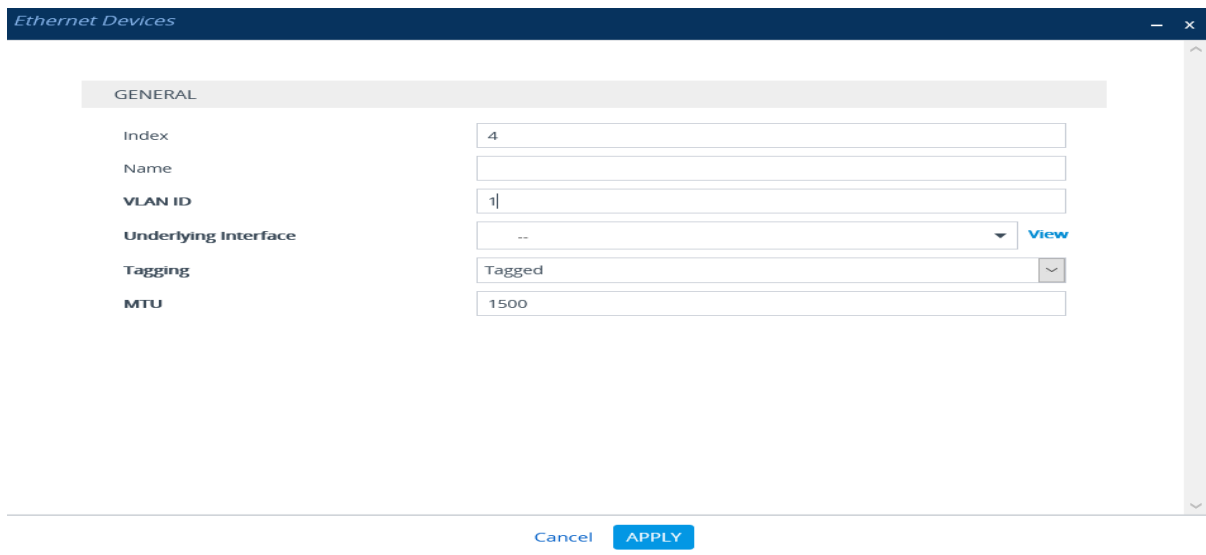 Ethernet Devices
GENERAL
Index 4
Name
VLAN ID 1
Underlying Interface -- View
Tagging Tagged
MTU 1500
Cancel APPLY